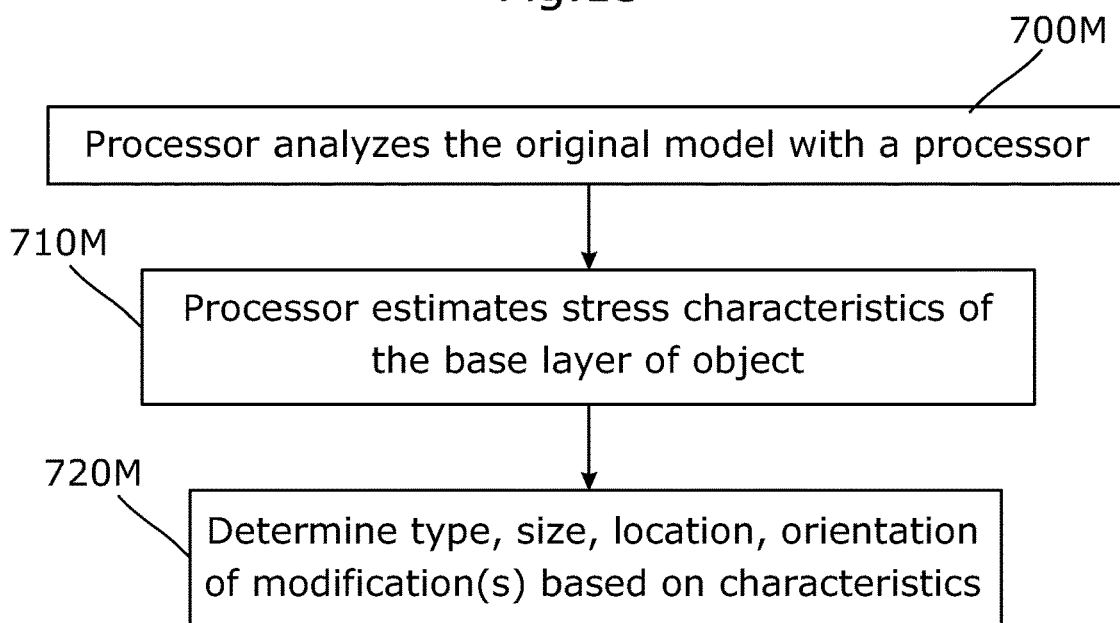 700M
Processor analyzes the original model with a processor
710M
Processor estimates stress characteristics of
the base layer of object
720M
Determine type, size, location, orientation
of modification(s) based on characteristics